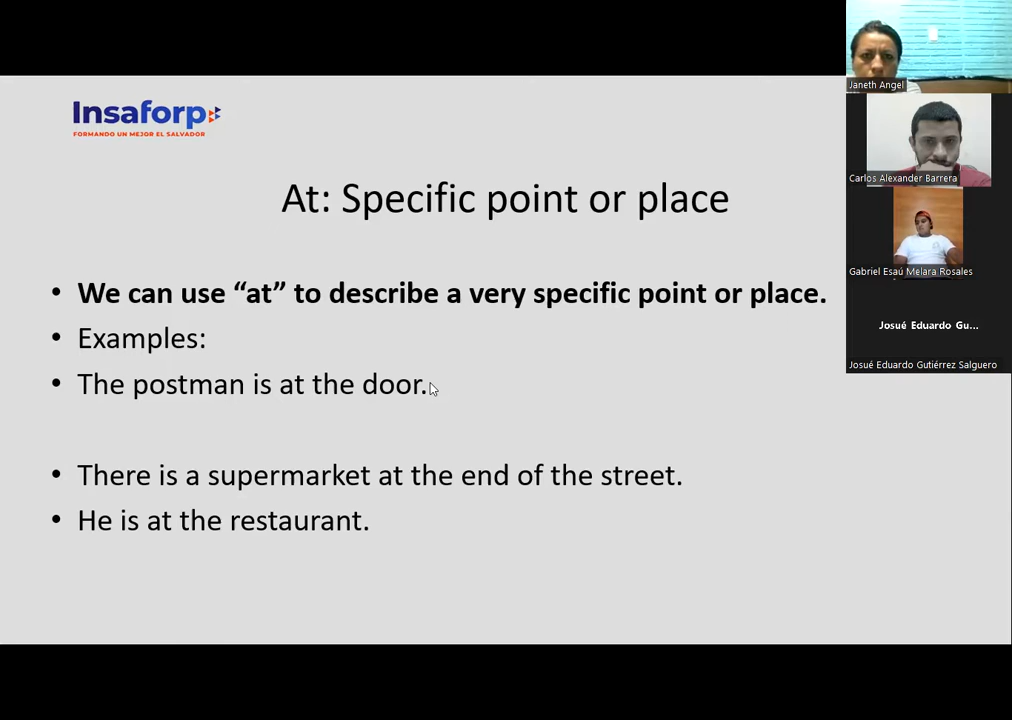 Insaforp
FORMANDO UN MEJOR EL SALVADOR
At: Specific point or place
• We can use “at” to describe a very specific point or place.
• Examples:
• The postman is at the door.
• There is a supermarket at the end of the street.
• He is at the restaurant.
Janeth Angel
Carlos Alexander Barrera
Gabriel Esaú Melara Rosales
Josué Eduardo Gu...
Josué Eduardo Gutiérrez Salguero